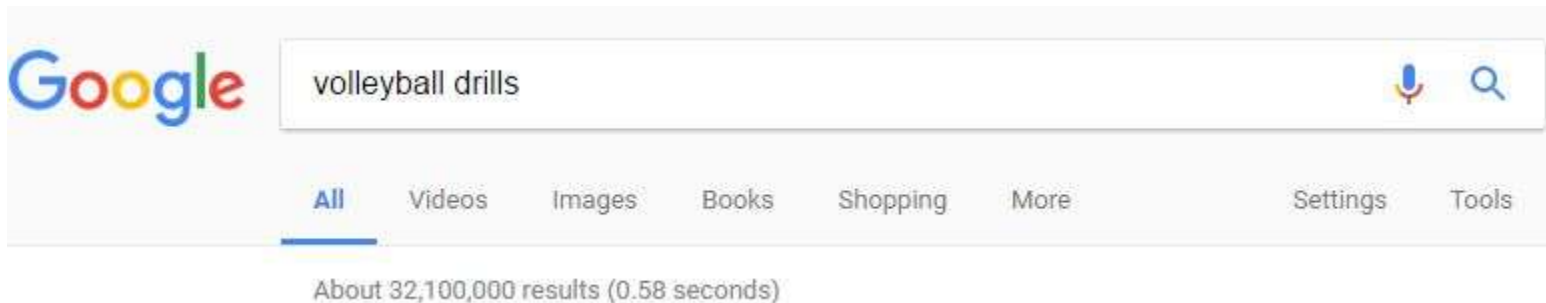 Google volleyball drills
All Videos Images Books Shopping More Settings Tools
About 32,100,000 results (0.58 seconds)